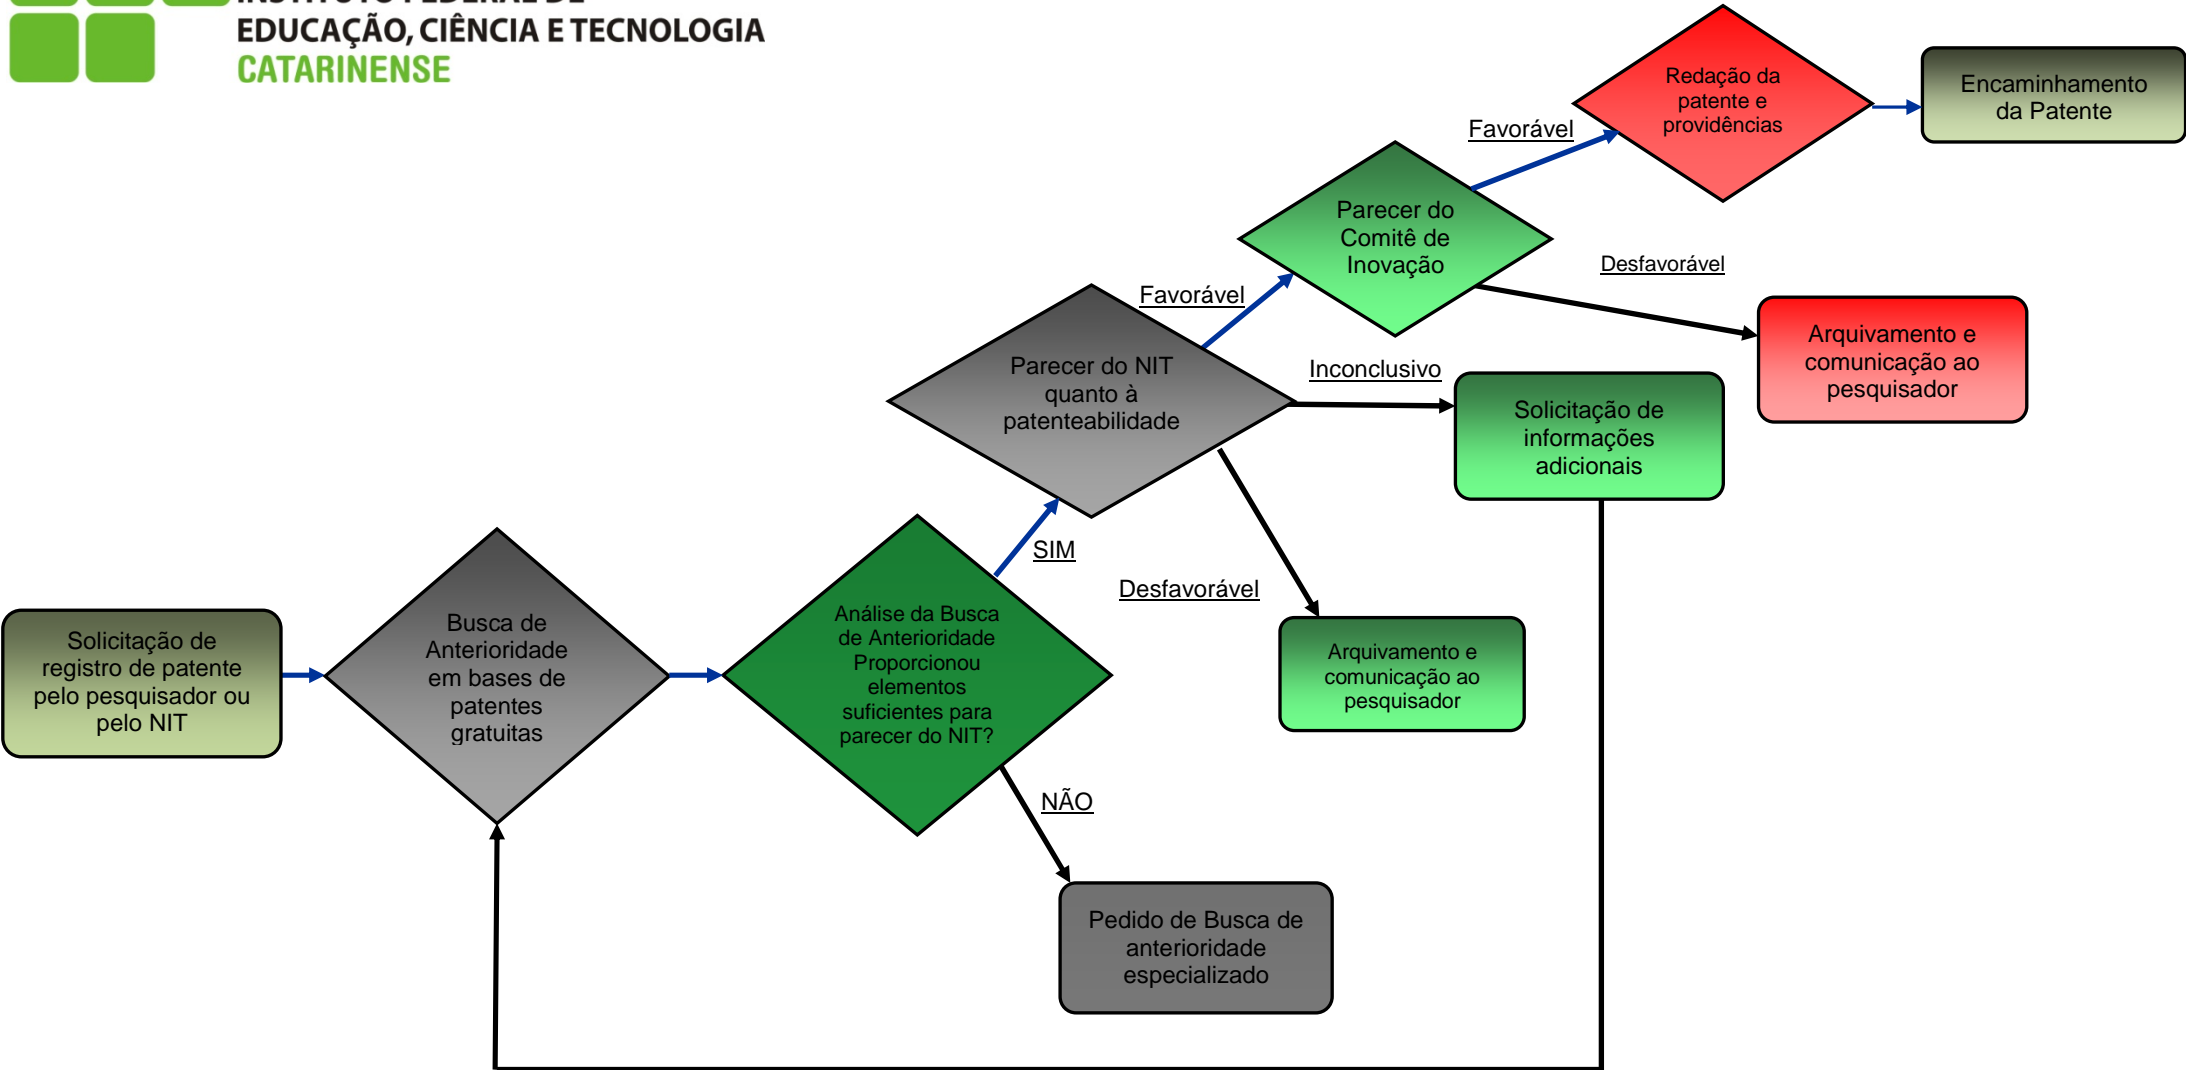 INSTITUTO FEDERAL DE
EDUCAÇÃO, CIÊNCIA E TECNOLOGIA
CATARINENSE
Redação da
patente e
providências
Encaminhamento
da Patente
Favorável
Parecer do
Comitê de
Inovação
Desfavorável
Arquivamento e
comunicação ao
pesquisador
Favorável
Parecer do NIT
quanto à
patenteabilidade
Inconclusivo
Solicitação de
informações
adicionais
SIM
Desfavorável
Arquivamento e
comunicação ao
pesquisador
Solicitação de
registro de patente
pelo pesquisador ou
pelo NIT
Busca de
Anterioridade
em bases de
patentes
gratuitas
Análise da Busca
de Anterioridade
Proporcionou
elementos
suficientes para
parecer do NIT?
NÃO
Pedido de Busca de
anterioridade
especializado